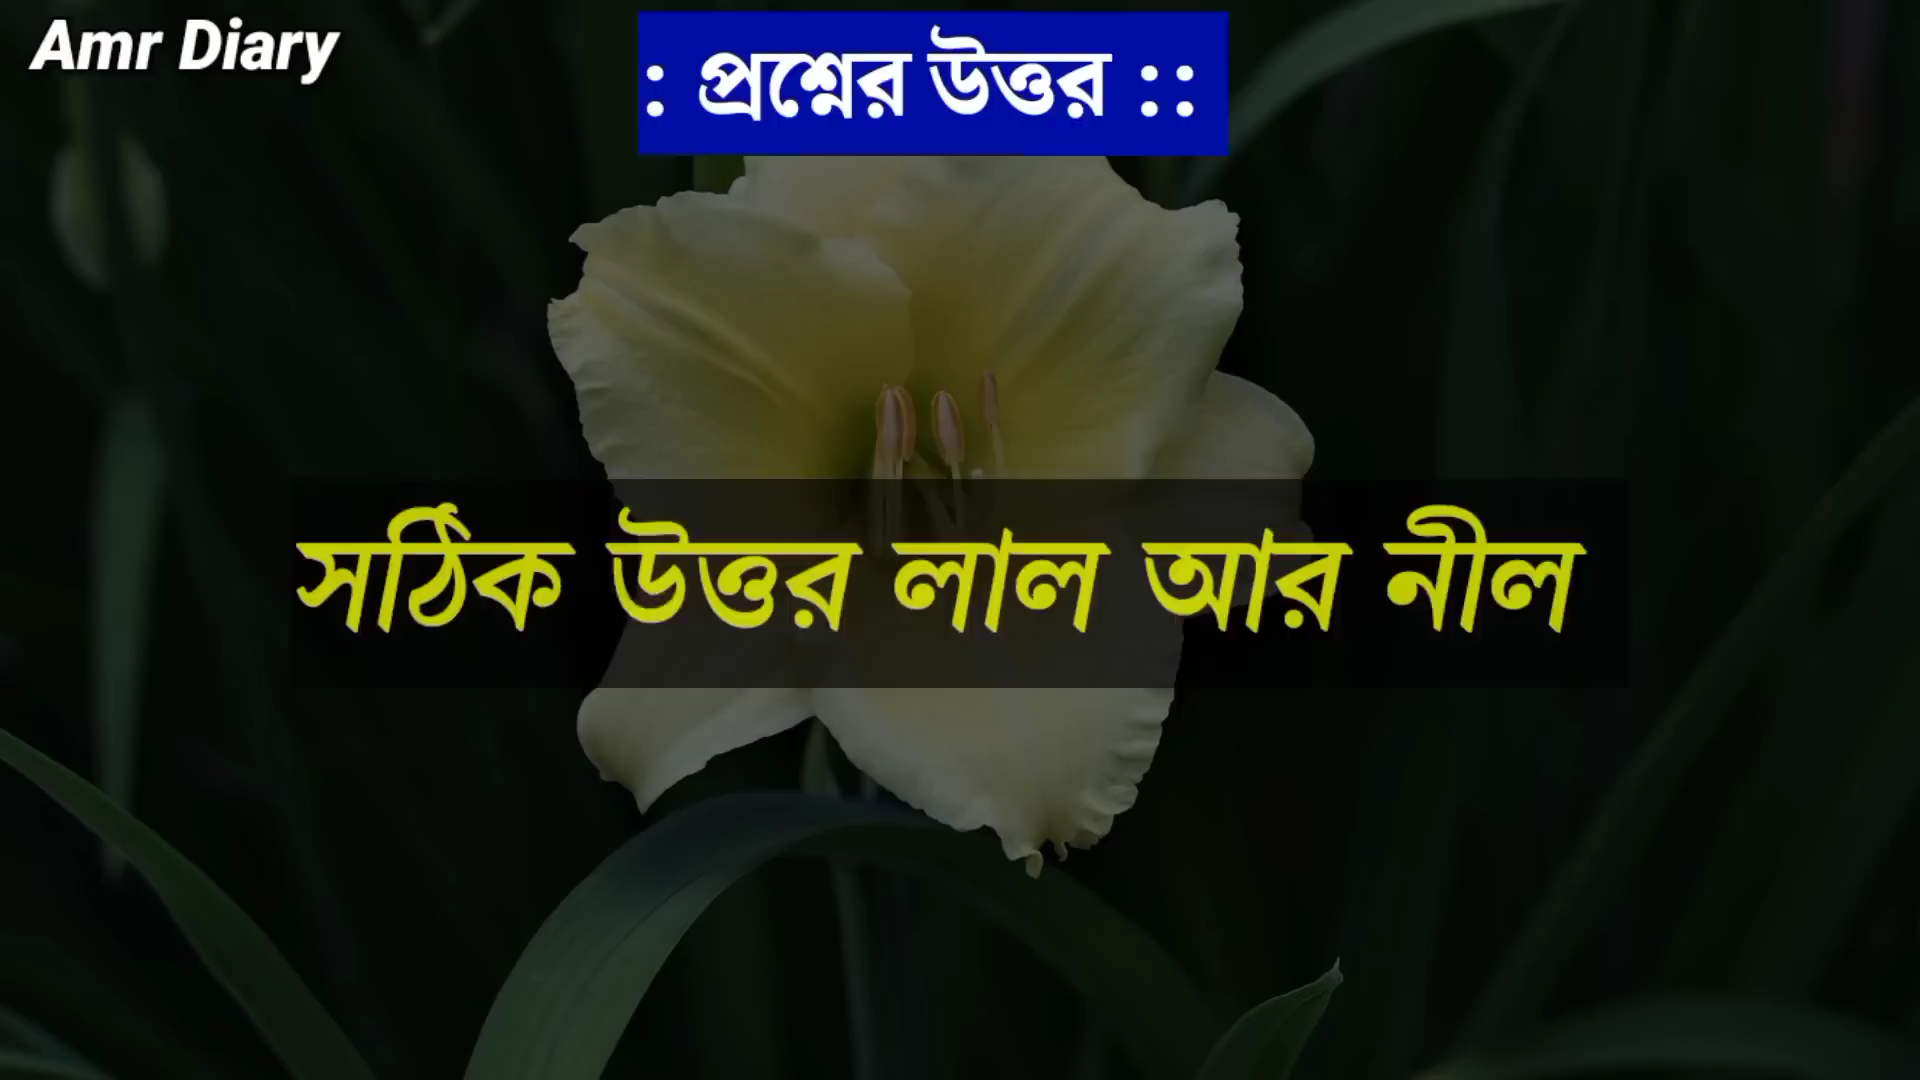 Amr Diary
: প্রশ্নের উত্তর ::
সঠিক উত্তর লাল আর নীল